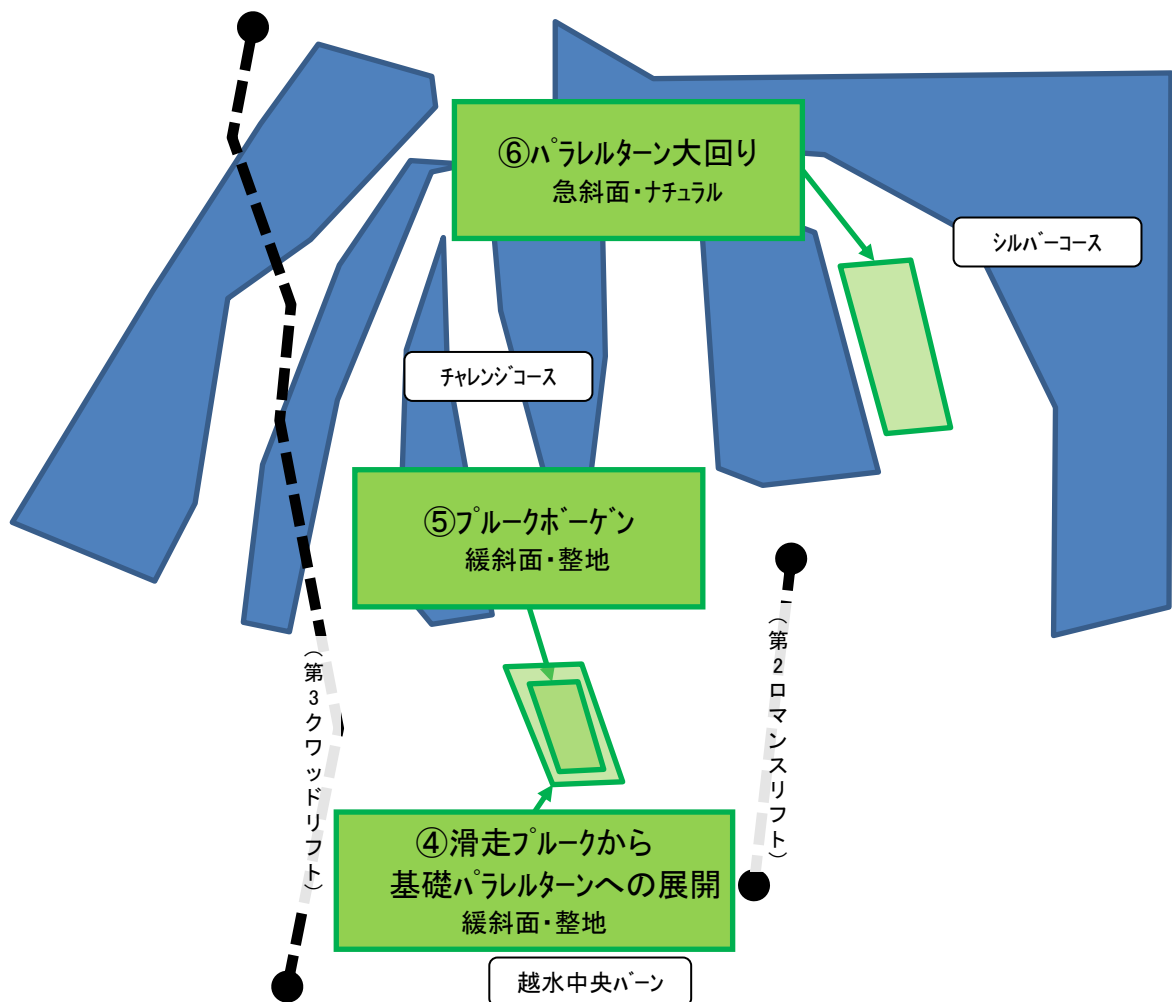 ⑥ﾊﾟﾗﾚﾙﾀｰﾝ大回り
急斜面・ﾅﾁｭﾗﾙ
ｼﾙﾊﾞｰｺｰｽ
ﾁｬﾚﾝｼﾞｺｰｽ
⑤ﾌﾟﾙｰｸﾎﾞｰｹﾞﾝ
緩斜面・整地
（第3クワッドリフト）
（第2ロマンスリフト）
④滑走ﾌﾟﾙｰｸから
基礎ﾊﾟﾗﾚﾙﾀｰﾝへの展開
緩斜面・整地
越水中央ﾊﾞｰﾝ